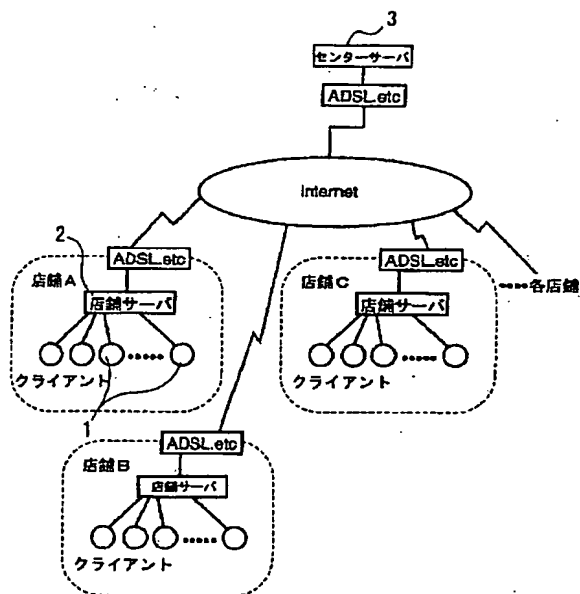 3
センターサーバ
ADSL.etc
Internet
2
ADSL.etc
店舗A
店舗サーバ
クライアント
1
ADSL.etc
店舗C
店舗サーバ
クライアント
‥‥各店舗
ADSL.etc
店舗B
店舗サーバ
クライアント